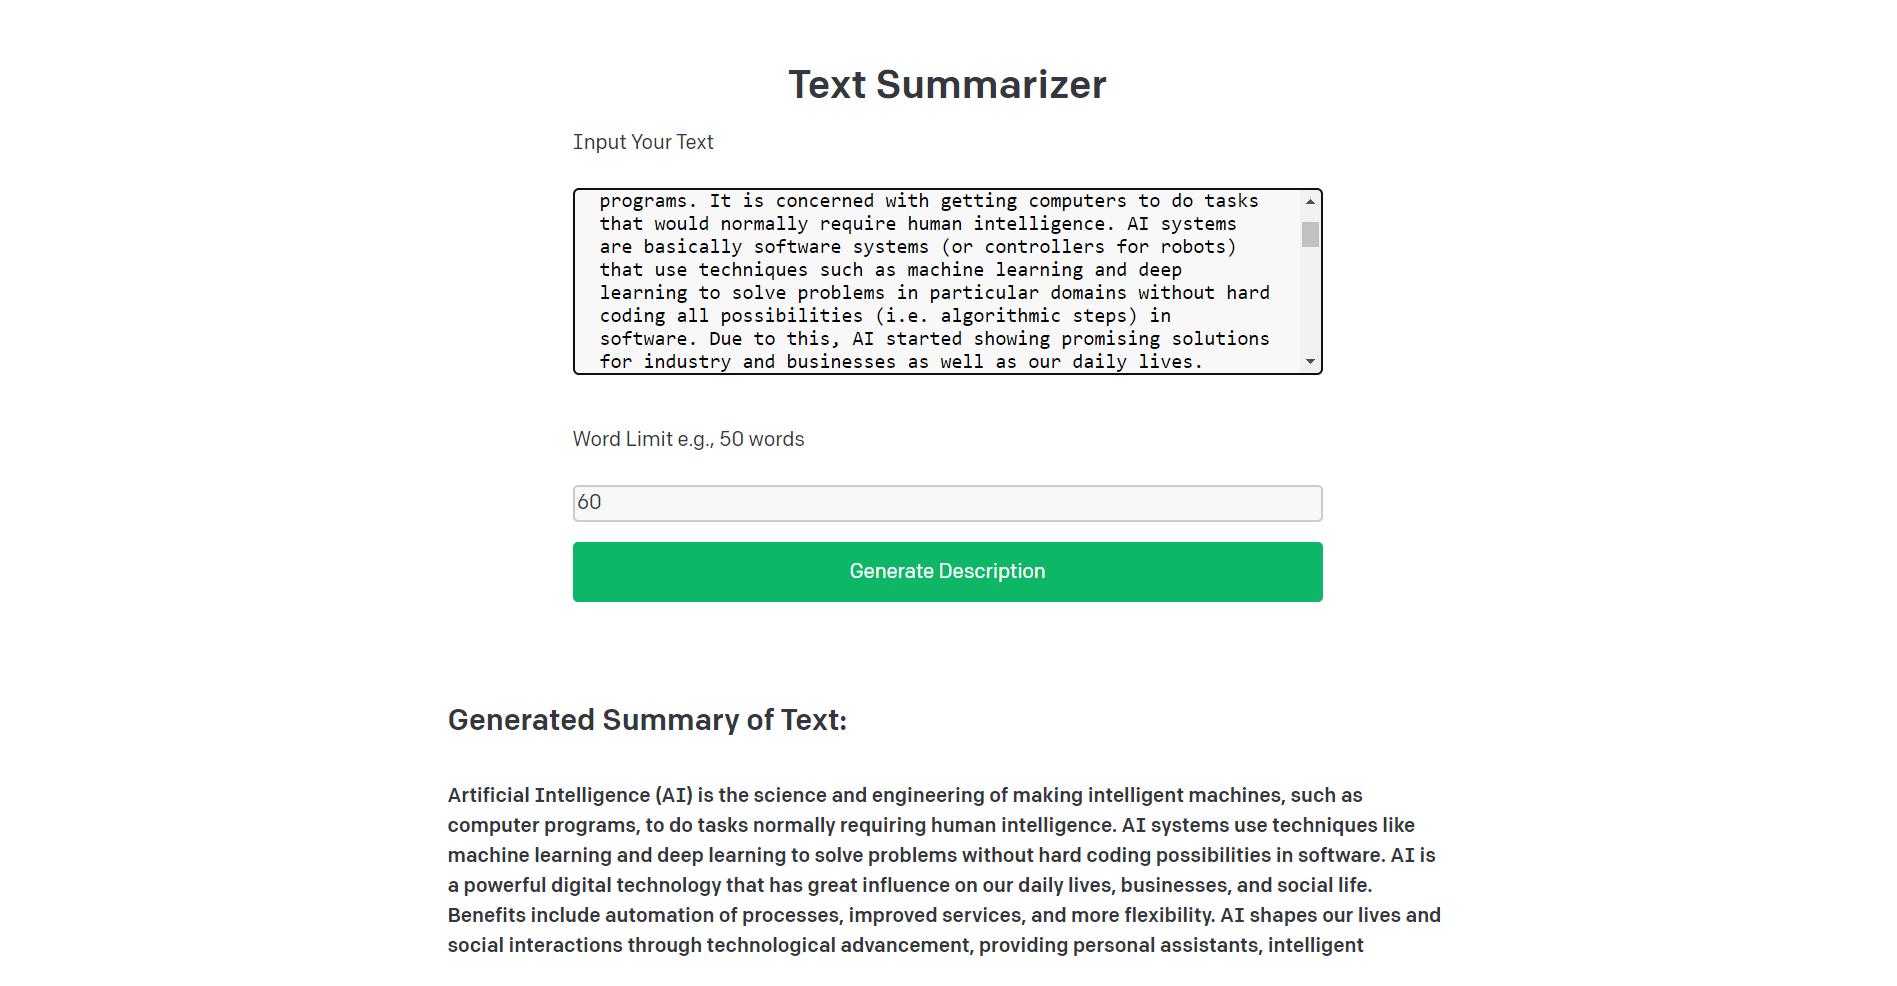 Text Summarizer
Input Your Text
programs. It is concerned with getting computers to do tasks
that would normally require human intelligence. AI systems
are basically software systems (or controllers for robots)
that use techniques such as machine learning and deep
learning to solve problems in particular domains without hard
coding all possibilities (i.e. algorithmic steps) in
software. Due to this, AI started showing promising solutions
for industry and businesses as well as our daily lives.
Word Limit e.g., 50 words
60
Generate Description
Generated Summary of Text:
Artificial Intelligence (AI) is the science and engineering of making intelligent machines, such as
computer programs, to do tasks normally requiring human intelligence. AI systems use techniques like
machine learning and deep learning to solve problems without hard coding possibilities in software. AI is
a powerful digital technology that has great influence on our daily lives, businesses, and social life.
Benefits include automation of processes, improved services, and more flexibility. AI shapes our lives and
social interactions through technological advancement, providing personal assistants, intelligent